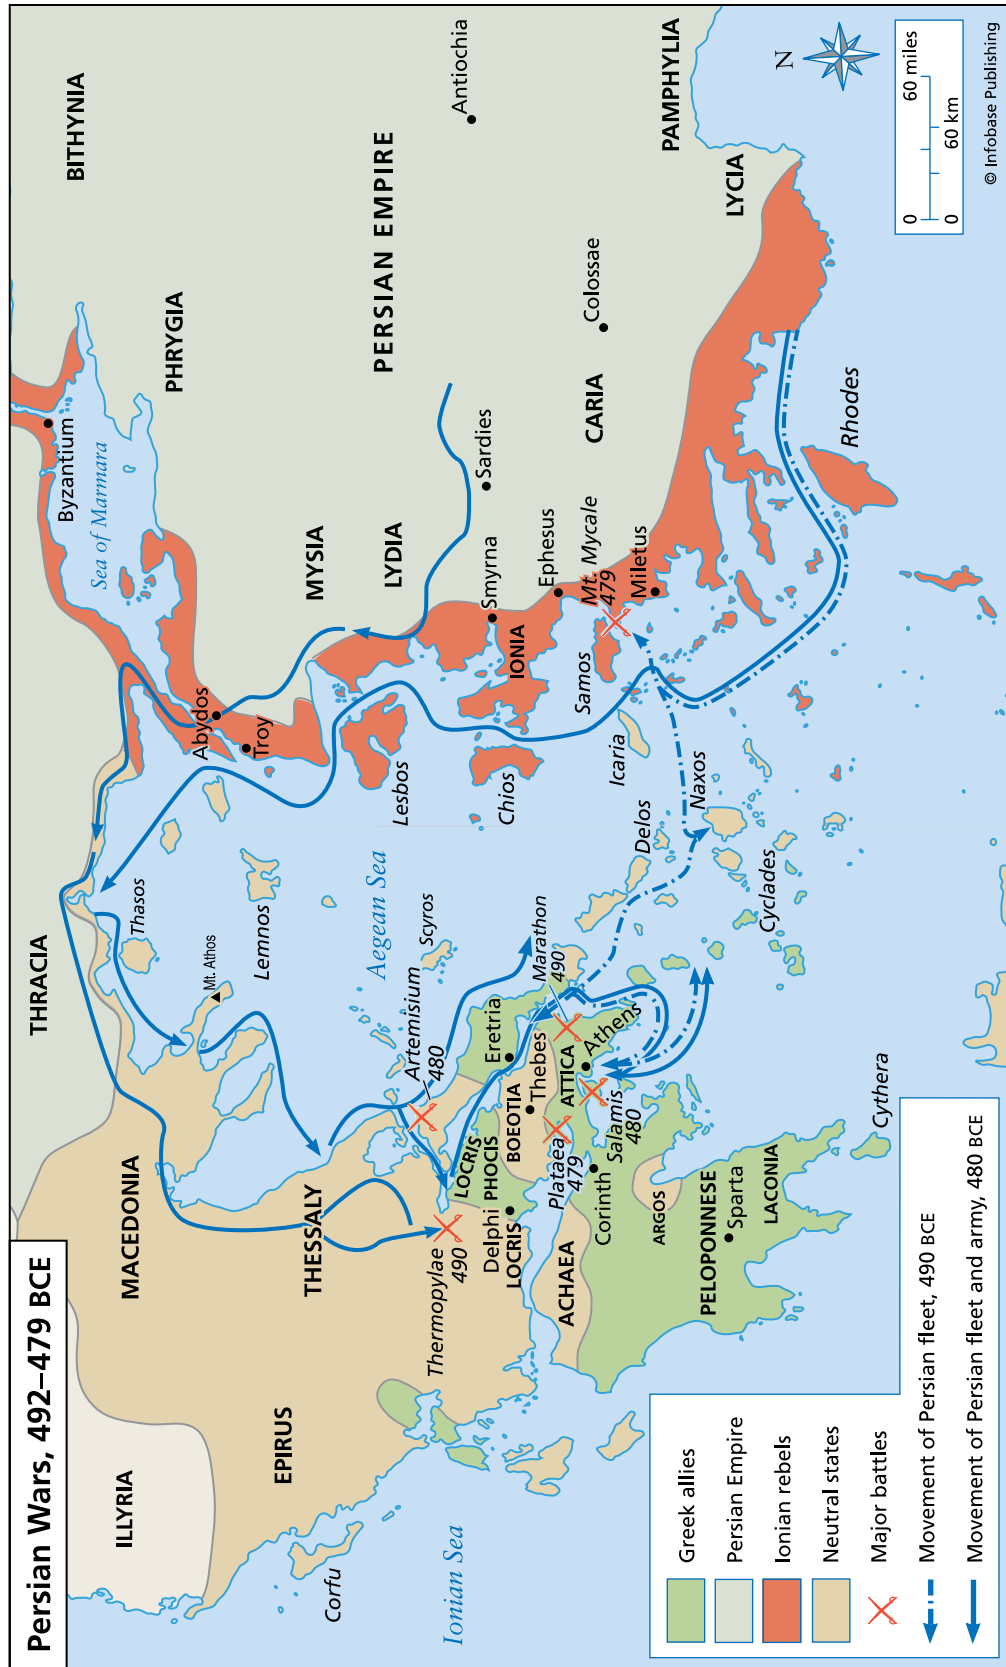 Persian Wars, 492–479 BCE
ILLYRIA
EPIRUS
Corfu
Ionian Sea
MACEDONIA
THESSALY
THRACIA
Thasos
Mt. Athos
Lemnos
Aegean Sea
Scyros
Artemisium
480
Thermopylae
490
LOCRIS
PHOCIS
Delphi
LOCRIS
BOEOTIA
Thebes
Eretria
Marathon
490
ATTICA
Athens
Plataea
479
Salamis
480
Corinth
ACHAEA
ARGOS
PELOPONNESE
Sparta
LACONIA
Cythera
Cyclades
Delos
Naxos
Icaria
Samos
Chios
Lesbos
Troy
Abydos
Byzantium
Sea of Marmara
BITHYNIA
PHRYGIA
MYSIA
LYDIA
PERSIAN EMPIRE
Antiochia
Sardies
Smyrna
IONIA
Ephesus
Mt. Mycale
479
Miletus
CARIA
Colossae
PAMPHYLIA
LYCIA
Rhodes
N
0 60 miles
0 60 km
© Infobase Publishing
Greek allies
Persian Empire
Ionian rebels
Neutral states
Major battles
Movement of Persian fleet, 490 BCE
Movement of Persian fleet and army, 480 BCE